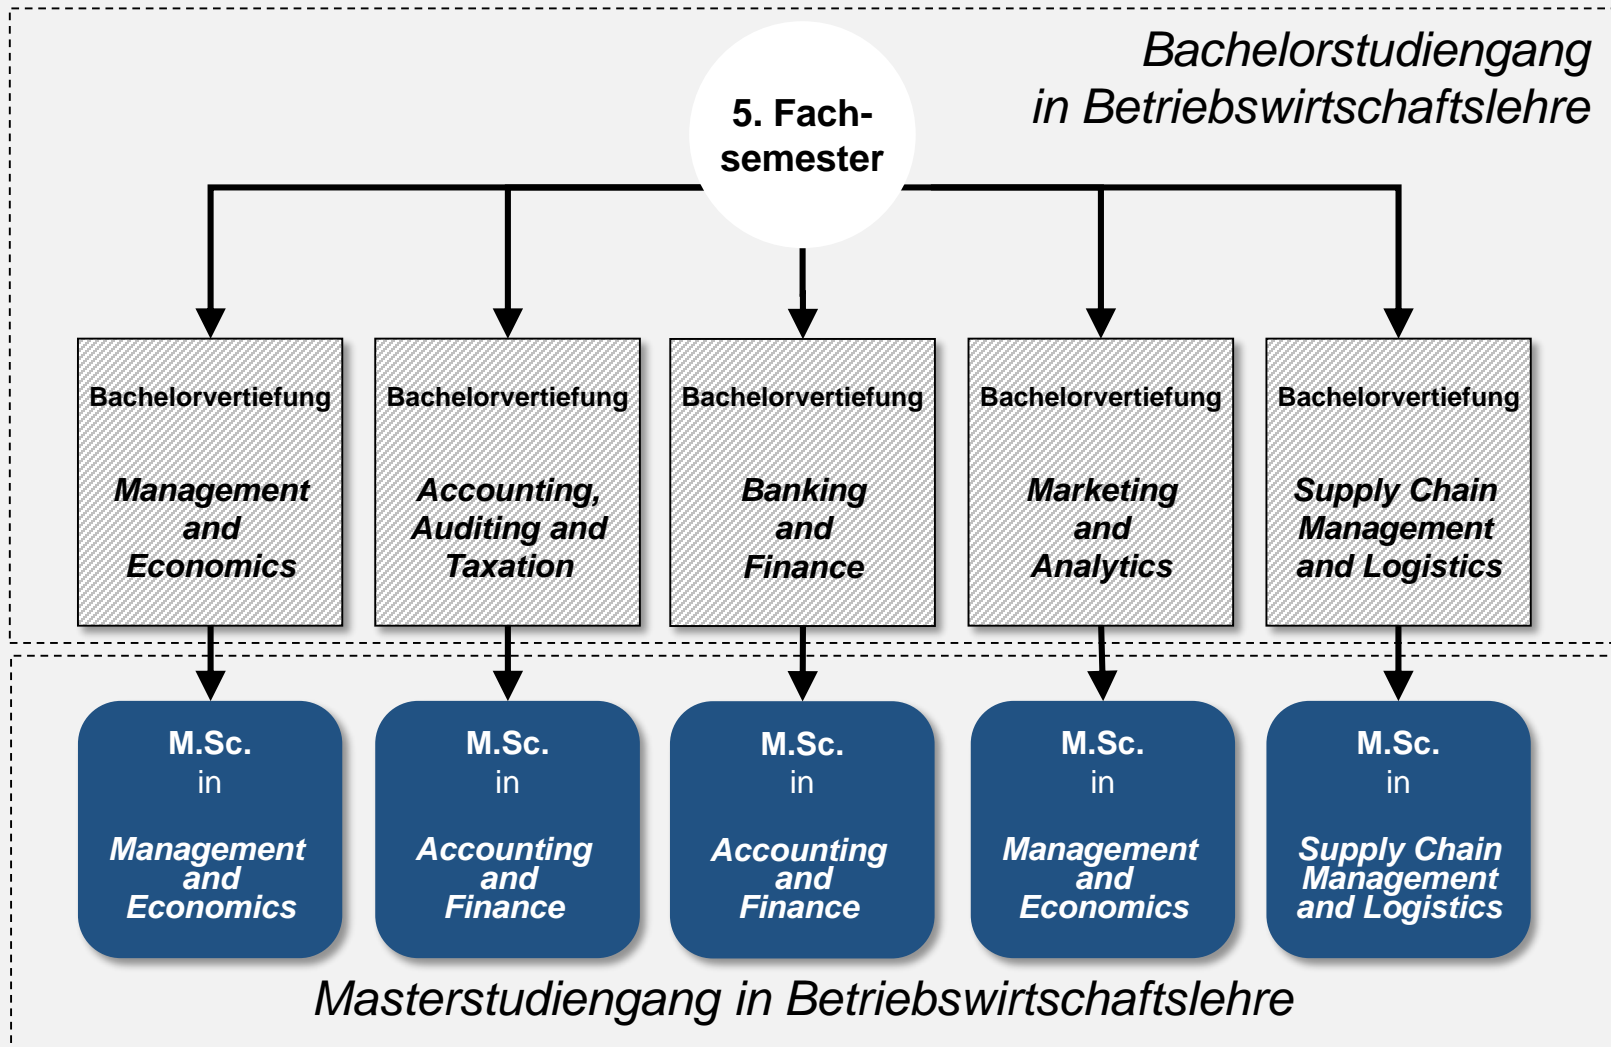 Bachelorstudiengang
in Betriebswirtschaftslehre
5. Fach-
semester
Bachelorvertiefung
Management
and
Economics
Bachelorvertiefung
Accounting,
Auditing and
Taxation
Bachelorvertiefung
Banking
and
Finance
Bachelorvertiefung
Marketing
and
Analytics
Bachelorvertiefung
Supply Chain
Management
and Logistics
M.Sc.
in
Management
and
Economics
M.Sc.
in
Accounting
and
Finance
M.Sc.
in
Accounting
and
Finance
M.Sc.
in
Management
and
Economics
M.Sc.
in
Supply Chain
Management
and Logistics
Masterstudiengang in Betriebswirtschaftslehre